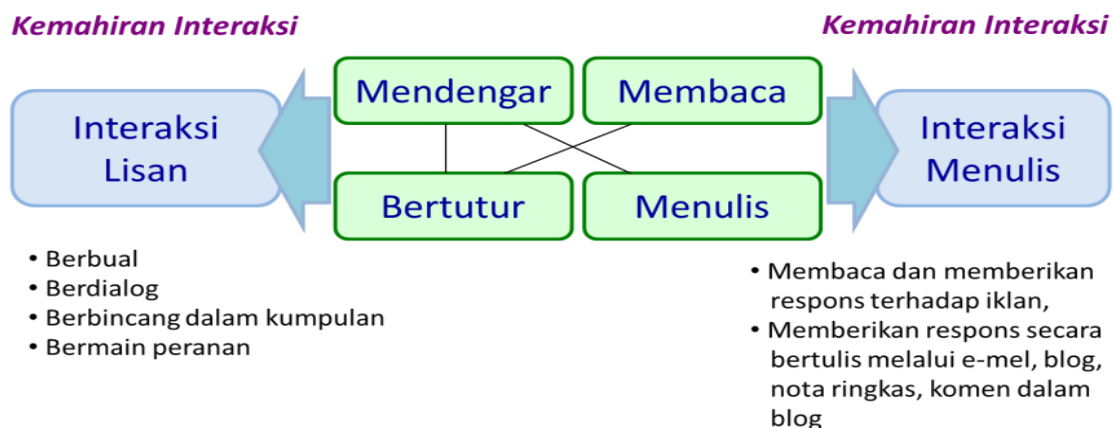 Kemahiran Interaksi
Kemahiran Interaksi
Mendengar
Membaca
Interaksi
Lisan
Interaksi
Menulis
Bertutur
Menulis
• Berbual
• Berdialog
• Berbincang dalam kumpulan
• Bermain peranan
• Membaca dan memberikan
respons terhadap iklan,
• Memberikan respons secara
bertulis melalui e-mel, blog,
nota ringkas, komen dalam
blog